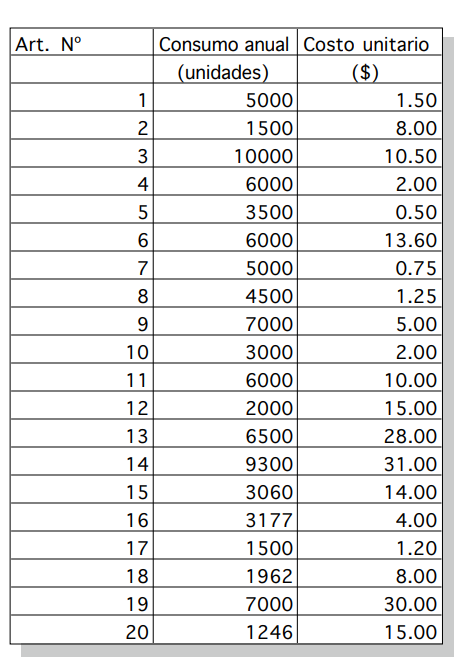 Art. Nº Consumo anual Costo unitario
(unidades) ($)
1 5000 1.50
2 1500 8.00
3 10000 10.50
4 6000 2.00
5 3500 0.50
6 6000 13.60
7 5000 0.75
8 4500 1.25
9 7000 5.00
10 3000 2.00
11 6000 10.00
12 2000 15.00
13 6500 28.00
14 9300 31.00
15 3060 14.00
16 3177 4.00
17 1500 1.20
18 1962 8.00
19 7000 30.00
20 1246 15.00